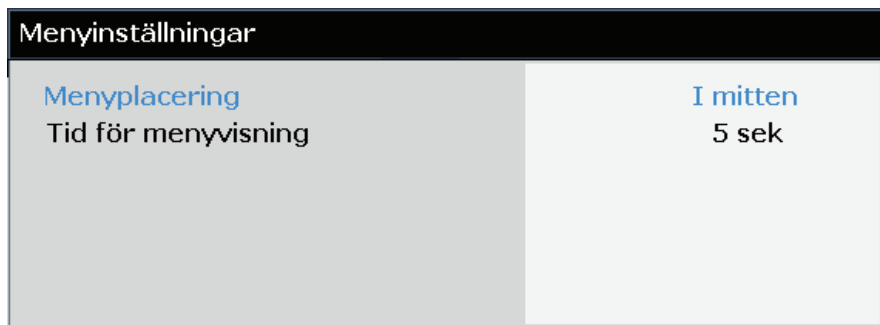 Menyinställningar
Menyplacering I mitten
Tid för menyvisning 5 sek